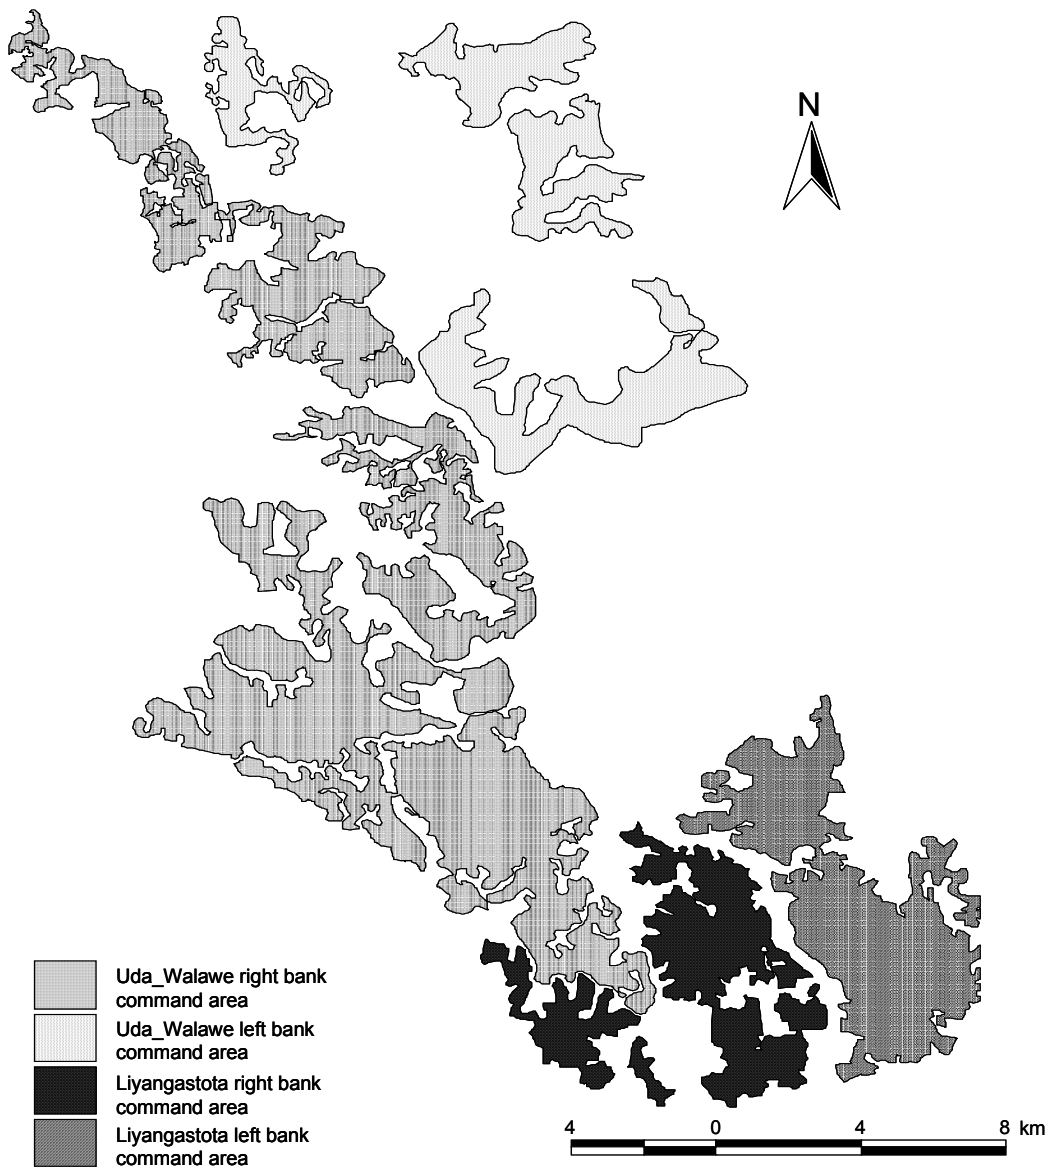 N
Uda_Walawe right bank
command area
Uda_Walawe left bank
command area
Liyangastota right bank
command area
Liyangastota left bank
command area
4 0 4 8 km